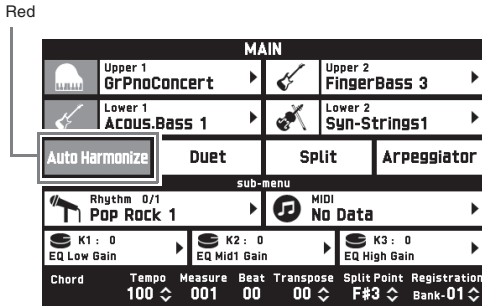 Red
MAIN
Upper 1
GrPnoConcert
Upper 2
FingerBass 3
Lower 1
Acous.Bass 1
Lower 2
Syn-Strings1
Auto Harmonize Duet Split Arpeggiator
sub-menu
Rhythm 0/1
Pop Rock 1
MIDI
No Data
K1 : 0
EQ Low Gain
K2 : 0
EQ Mid1 Gain
K3 : 0
EQ High Gain
Chord Tempo Measure Beat Transpose Split Point Registration
100 001 00 00 F#3 Bank-01